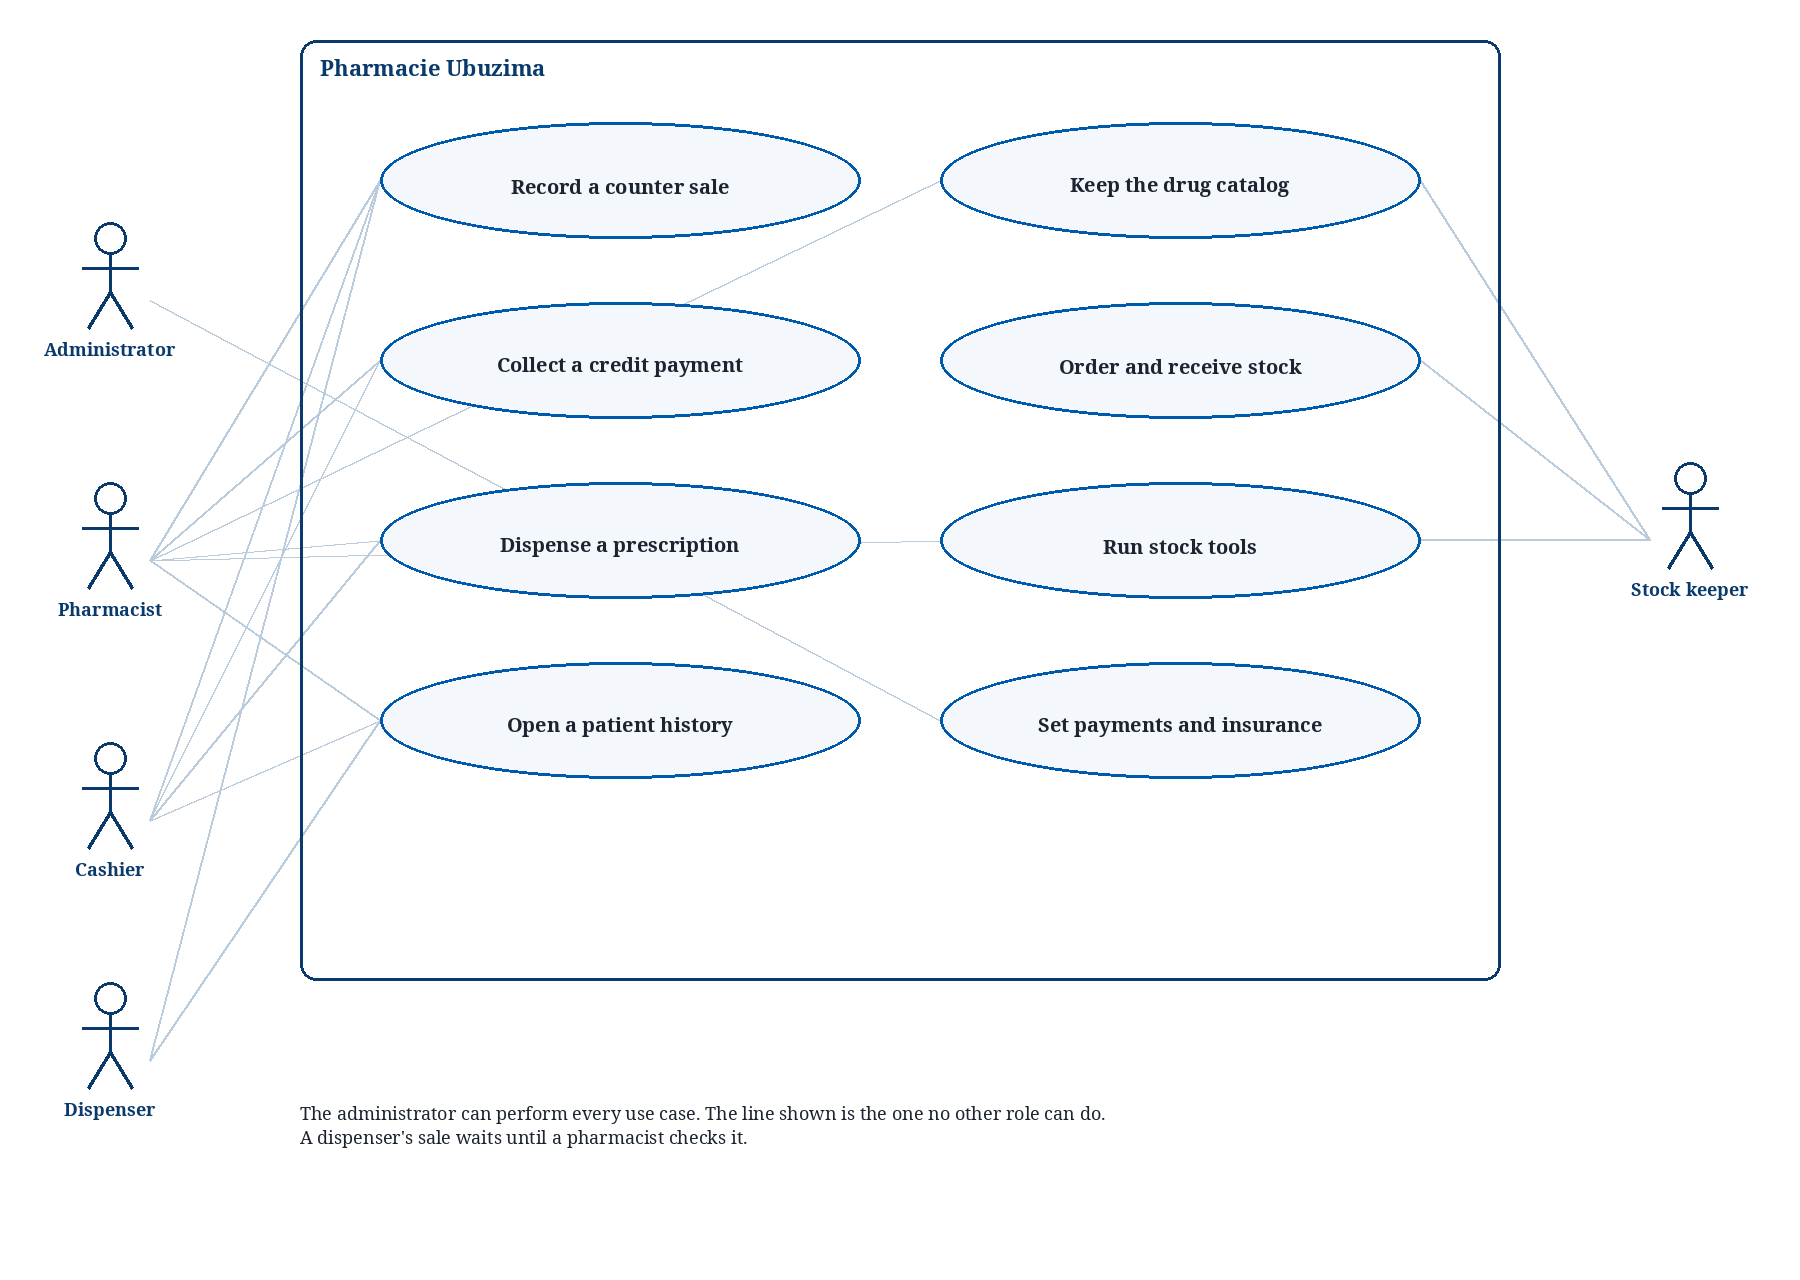 Pharmacie Ubuzima
Record a counter sale
Keep the drug catalog
Administrator
Collect a credit payment
Order and receive stock
Pharmacist
Dispense a prescription
Run stock tools
Stock keeper
Open a patient history
Set payments and insurance
Cashier
Dispenser
The administrator can perform every use case. The line shown is the one no other role can do.
A dispenser's sale waits until a pharmacist checks it.